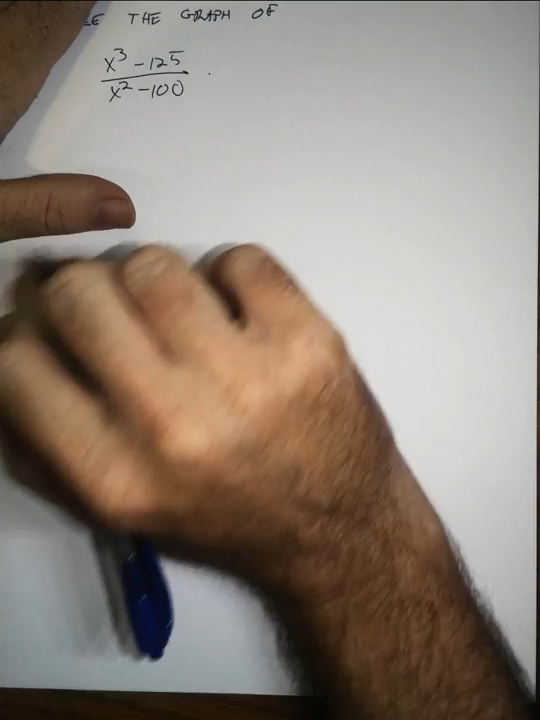 THE GRAPH OF
x³ - 125
x² - 100